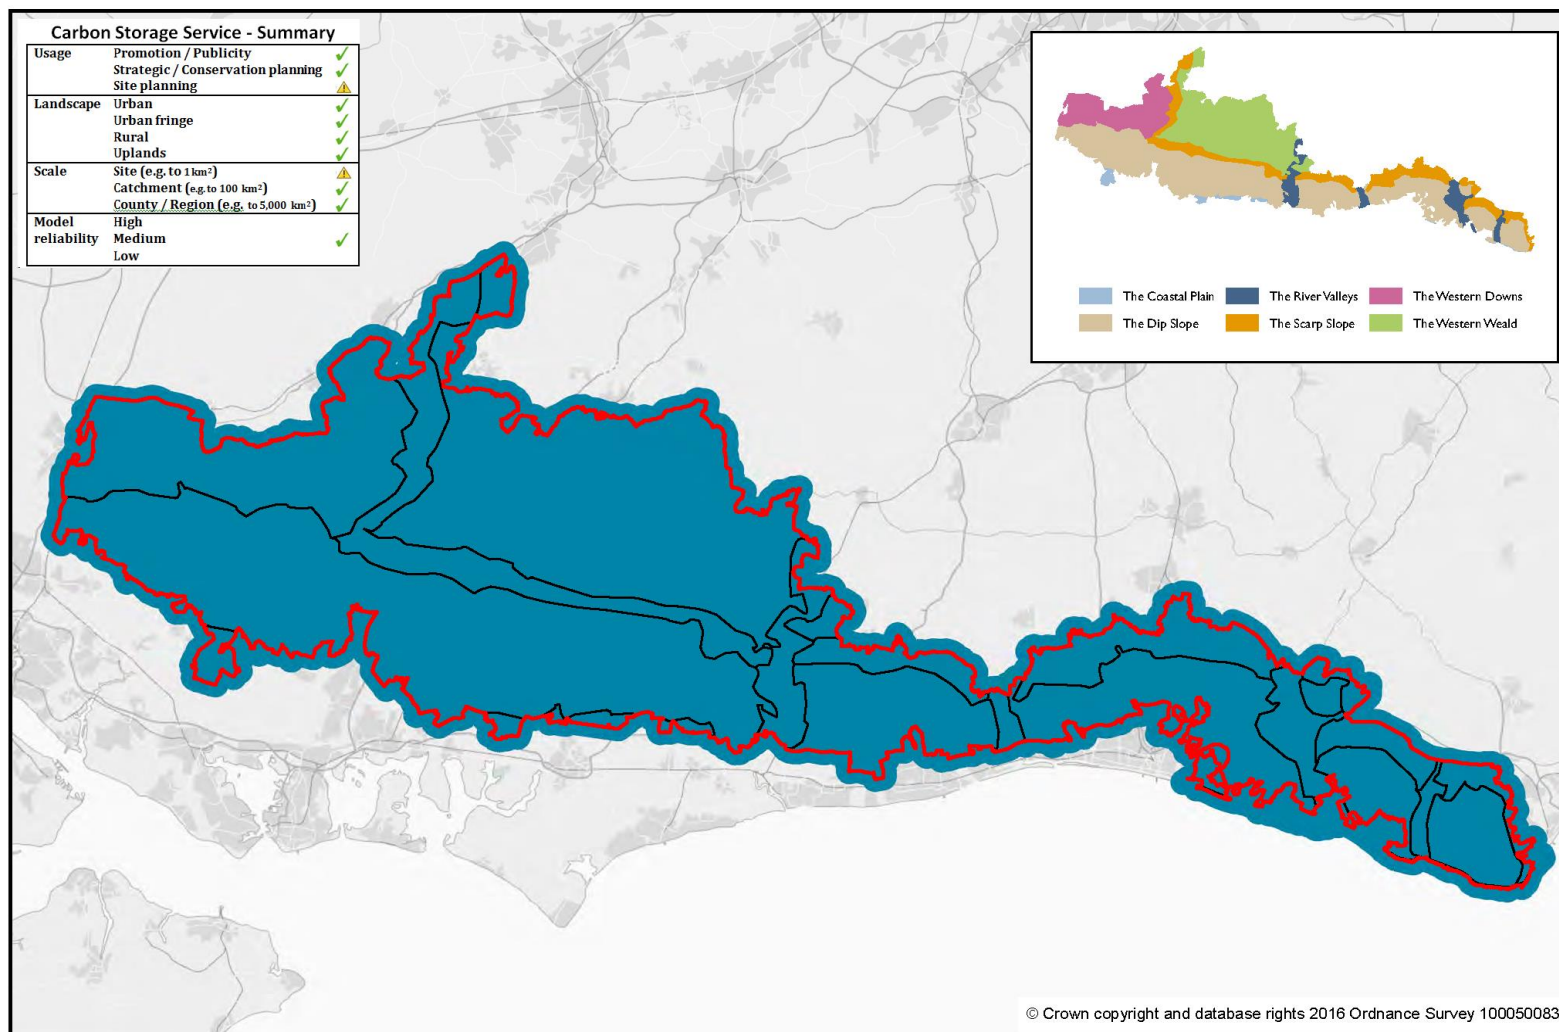 Carbon Storage Service - Summary
Usage Promotion / Publicity ✓
Strategic / Conservation planning ✓
Site planning ⚠
Landscape Urban ✓
Urban fringe ✓
Rural ✓
Uplands ✓
Scale Site (e.g. to 1 km²) ⚠
Catchment (e.g. to 100 km²) ✓
County / Region (e.g. to 5,000 km²) ✓
Model High
reliability Medium ✓
Low
The Coastal Plain The River Valleys The Western Downs
The Dip Slope The Scarp Slope The Western Weald
© Crown copyright and database rights 2016 Ordnance Survey 100050083